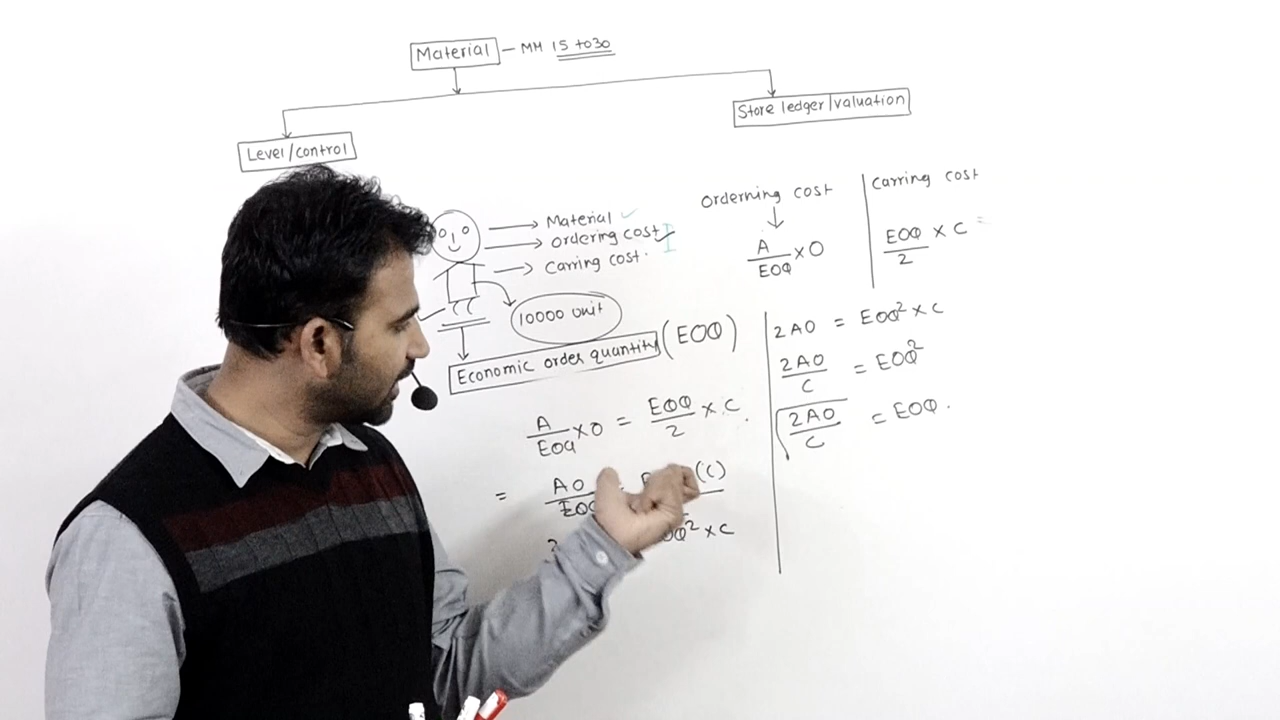 Material — MM 15 to 30
Level/control
Store ledger/valuation
Material ✓
ordering cost ✓
Carring cost.
10000 unit
Economic order quantity (EOQ)
A/EOQ × O = EOQ/2 × C.
= AO/EOQ (C)
EOQ² × C
orderning cost
A/EOQ × O
Carring cost
EOQ/2 × C =
2AO = EOQ² × C
2AO/C = EOQ²
√2AO/C = EOQ.